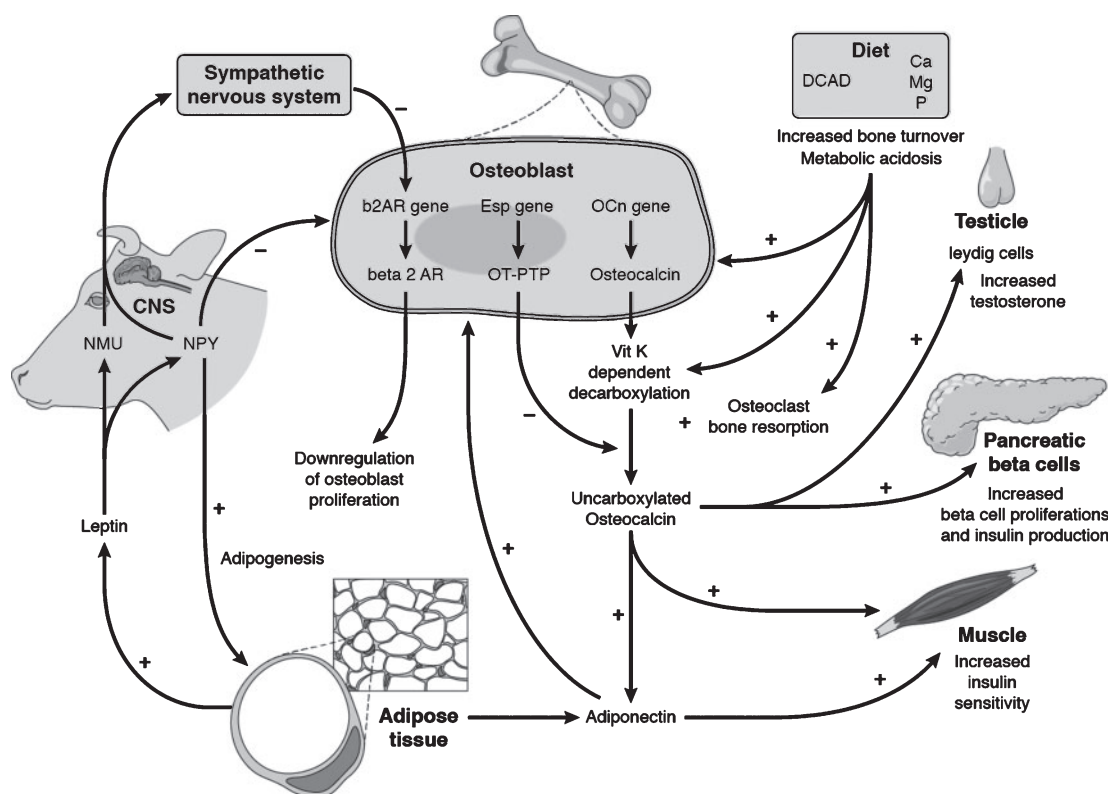 Sympathetic
nervous system
–
Diet
DCAD
Ca
Mg
P
Increased bone turnover
Metabolic acidosis
Osteoblast
b2AR gene
Esp gene
OCn gene
beta 2 AR
OT-PTP
Osteocalcin
–
+
+
+
+
Testicle
leydig cells
Increased
testosterone
CNS
NMU
NPY
Vit K
dependent
decarboxylation
–
+
Osteoclast
bone resorption
Downregulation
of osteoblast
proliferation
Pancreatic
beta cells
Increased
beta cell proliferations
and insulin production
+
Uncarboxylated
Osteocalcin
Leptin
+
Adipogenesis
+
+
+
+
Muscle
Increased
insulin
sensitivity
+
+
Adipose
tissue
Adiponectin